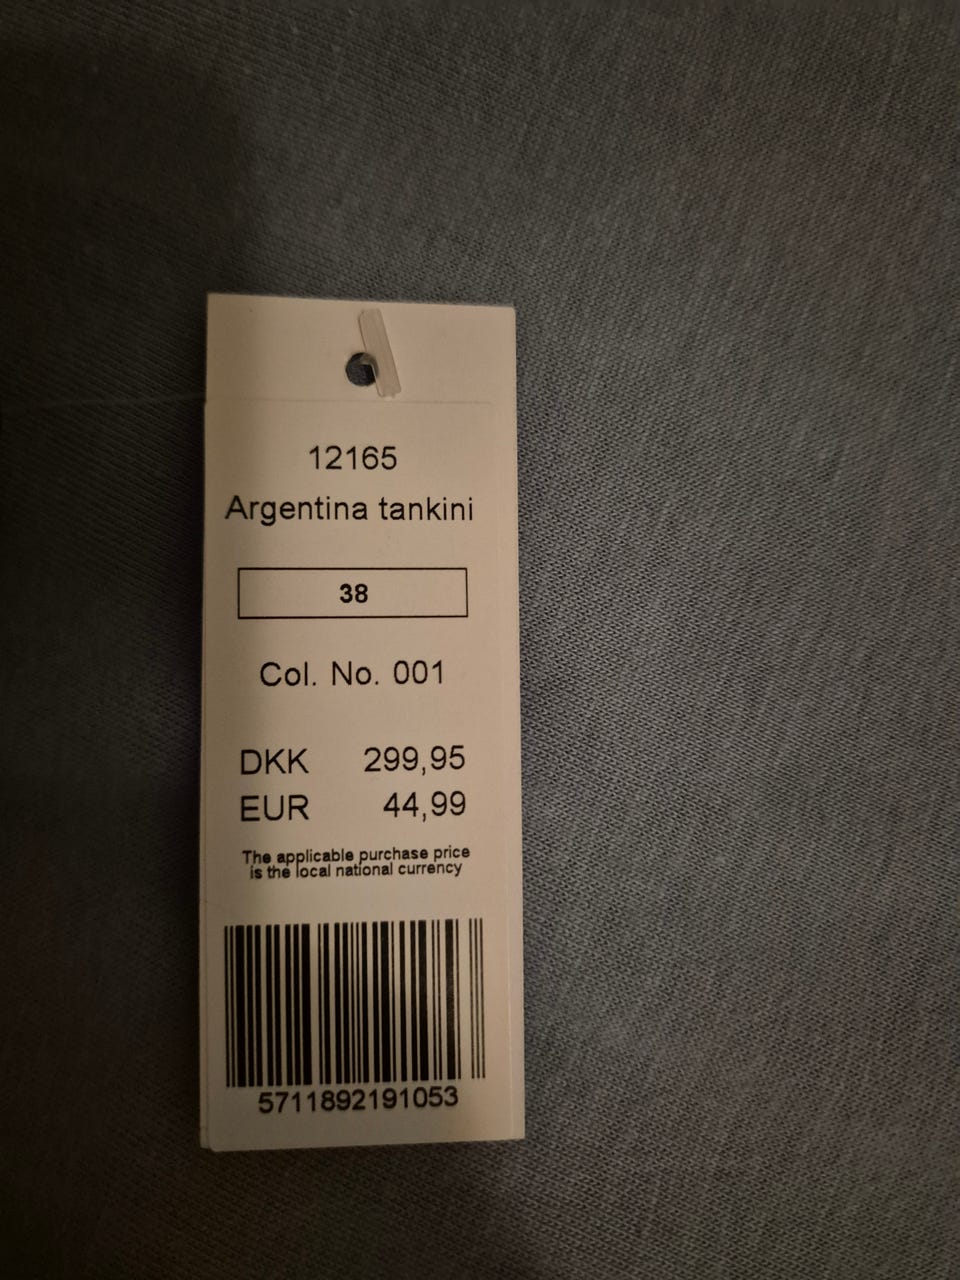 12165
Argentina tankini
38
Col. No. 001
DKK 299,95
EUR 44,99
The applicable purchase price
is the local national currency
5711892191053